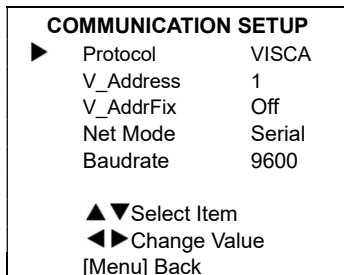 COMMUNICATION SETUP
▶ Protocol VISCA
V_Address 1
V_AddrFix Off
Net Mode Serial
Baudrate 9600
▲▼Select Item
◀▶Change Value
[Menu] Back